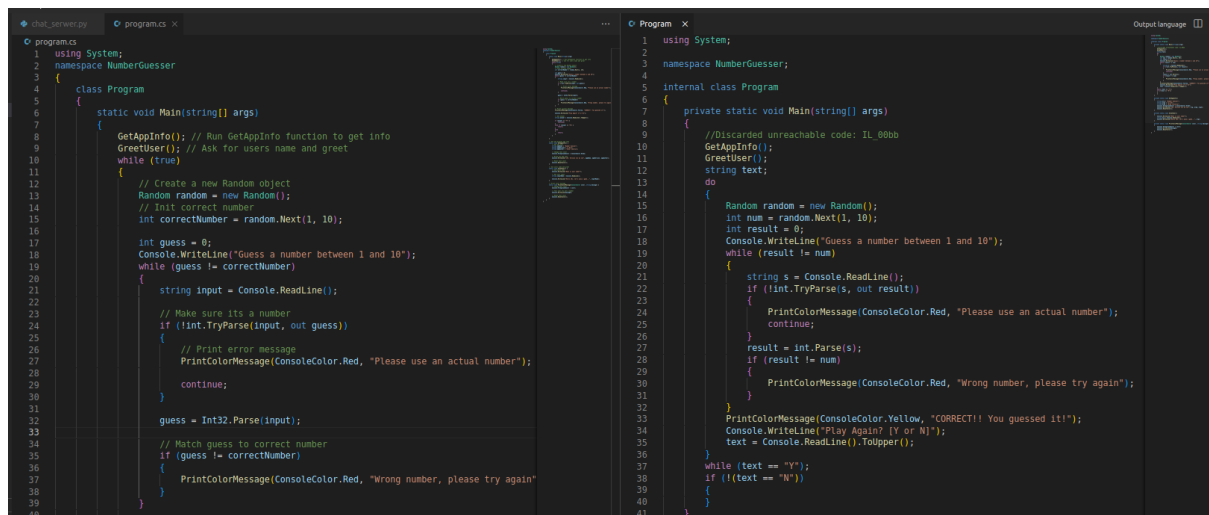 chat_serwer.py program.cs
program.cs
1 using System;
2 namespace NumberGuesser
3 {
4 class Program
5 {
6 static void Main(string[] args)
7 {
8 GetAppInfo(); // Run GetAppInfo function to get info
9 GreetUser(); // Ask for users name and greet
10 while (true)
11 {
12 // Create a new Random object
13 Random random = new Random();
14 // Init correct number
15 int correctNumber = random.Next(1, 10);
16
17 int guess = 0;
18 Console.WriteLine("Guess a number between 1 and 10");
19 while (guess != correctNumber)
20 {
21 string input = Console.ReadLine();
22
23 // Make sure its a number
24 if (!int.TryParse(input, out guess))
25 {
26 // Print error message
27 PrintColorMessage(ConsoleColor.Red, "Please use an actual number");
28
29 continue;
30 }
31
32 guess = Int32.Parse(input);
33
34 // Match guess to correct number
35 if (guess != correctNumber)
36 {
37 PrintColorMessage(ConsoleColor.Red, "Wrong number, please try again"
38 }
39 }
40
Program Output language
1 using System;
2
3 namespace NumberGuesser;
4
5 internal class Program
6 {
7 private static void Main(string[] args)
8 {
9 //Discarded unreachable code: IL_00bb
10 GetAppInfo();
11 GreetUser();
12 string text;
13 do
14 {
15 Random random = new Random();
16 int num = random.Next(1, 10);
17 int result = 0;
18 Console.WriteLine("Guess a number between 1 and 10");
19 while (result != num)
20 {
21 string s = Console.ReadLine();
22 if (!int.TryParse(s, out result))
23 {
24 PrintColorMessage(ConsoleColor.Red, "Please use an actual number");
25 continue;
26 }
27 result = int.Parse(s);
28 if (result != num)
29 {
30 PrintColorMessage(ConsoleColor.Red, "Wrong number, please try again");
31 }
32 }
33 PrintColorMessage(ConsoleColor.Yellow, "CORRECT!! You guessed it!");
34 Console.WriteLine("Play Again? [Y or N]");
35 text = Console.ReadLine().ToUpper();
36 }
37 while (text == "Y");
38 if (!(text == "N"))
39 {
40 }
41 }